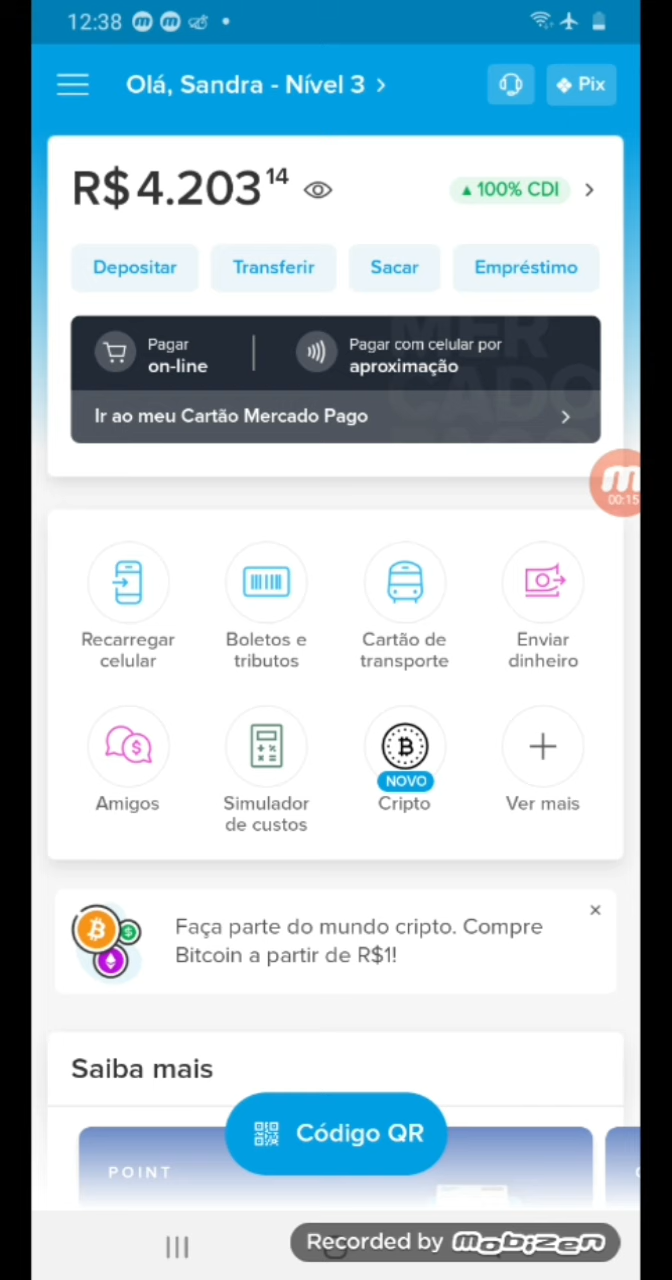 12:38
Olá, Sandra - Nível 3
Pix
R$ 4.203 14
100% CDI
Depositar Transferir Sacar Empréstimo
MER
CADO
Pagar
on-line
Pagar com celular por
aproximação
Ir ao meu Cartão Mercado Pago
00:15
Recarregar
celular
Boletos e
tributos
Cartão de
transporte
Enviar
dinheiro
Amigos
Simulador
de custos
NOVO
Cripto
Ver mais
Faça parte do mundo cripto. Compre
Bitcoin a partir de R$1!
Saiba mais
Código QR
POINT
Recorded by mobizen